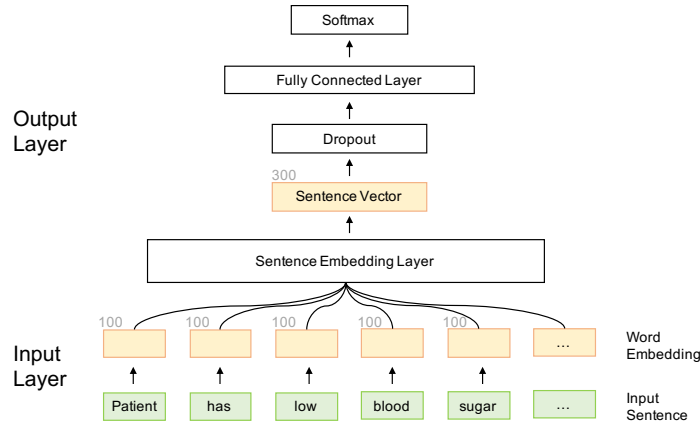 Softmax
Fully Connected Layer
Output
Layer
Dropout
300
Sentence Vector
Sentence Embedding Layer
100 100 100 100 100
Input
Layer
...
Word
Embedding
Patient has low blood sugar ...
Input
Sentence